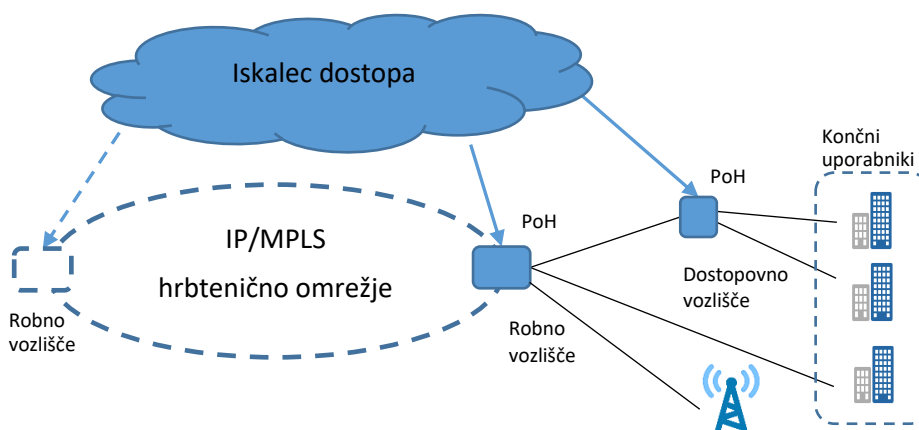 Iskalec dostopa
Končni
uporabniki
PoH
PoH
IP/MPLS
hrbtenično omrežje
Dostopovno
vozlišče
Robno
vozlišče
Robno
vozlišče